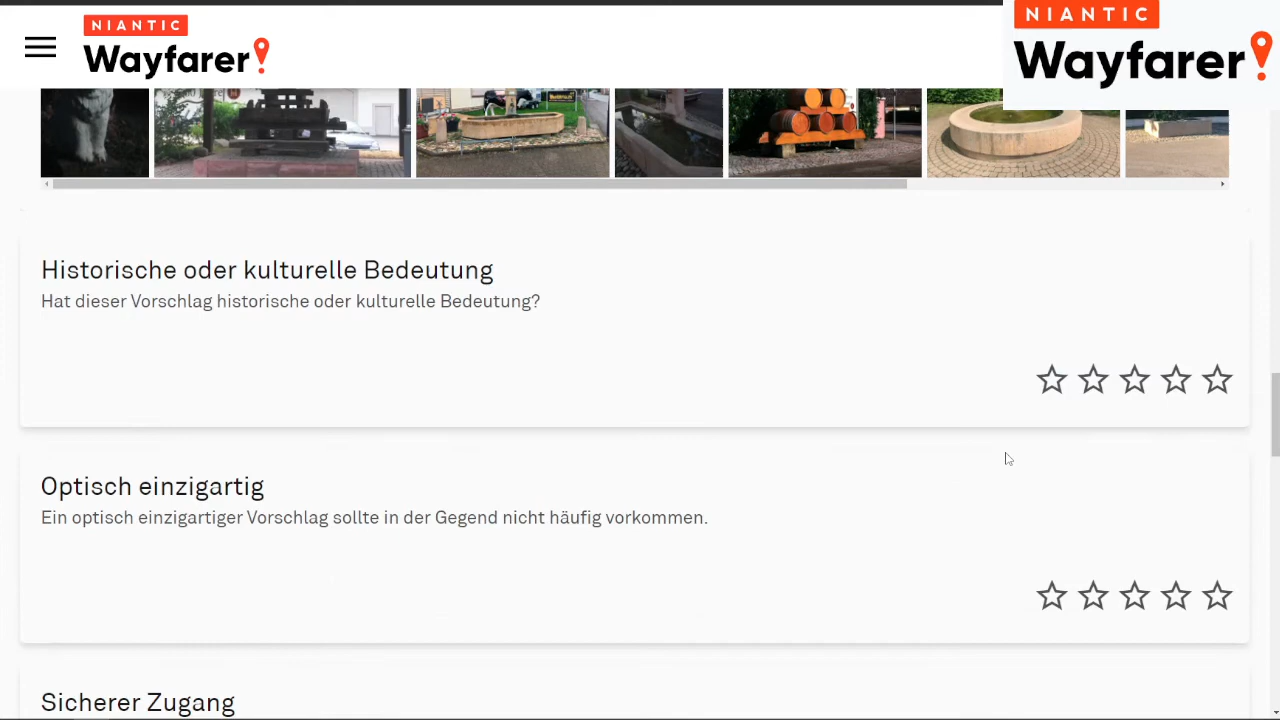 NIANTIC
Wayfarer!
NIANTIC
Wayfarer!
Historische oder kulturelle Bedeutung
Hat dieser Vorschlag historische oder kulturelle Bedeutung?
Optisch einzigartig
Ein optisch einzigartiger Vorschlag sollte in der Gegend nicht häufig vorkommen.
Sicherer Zugang